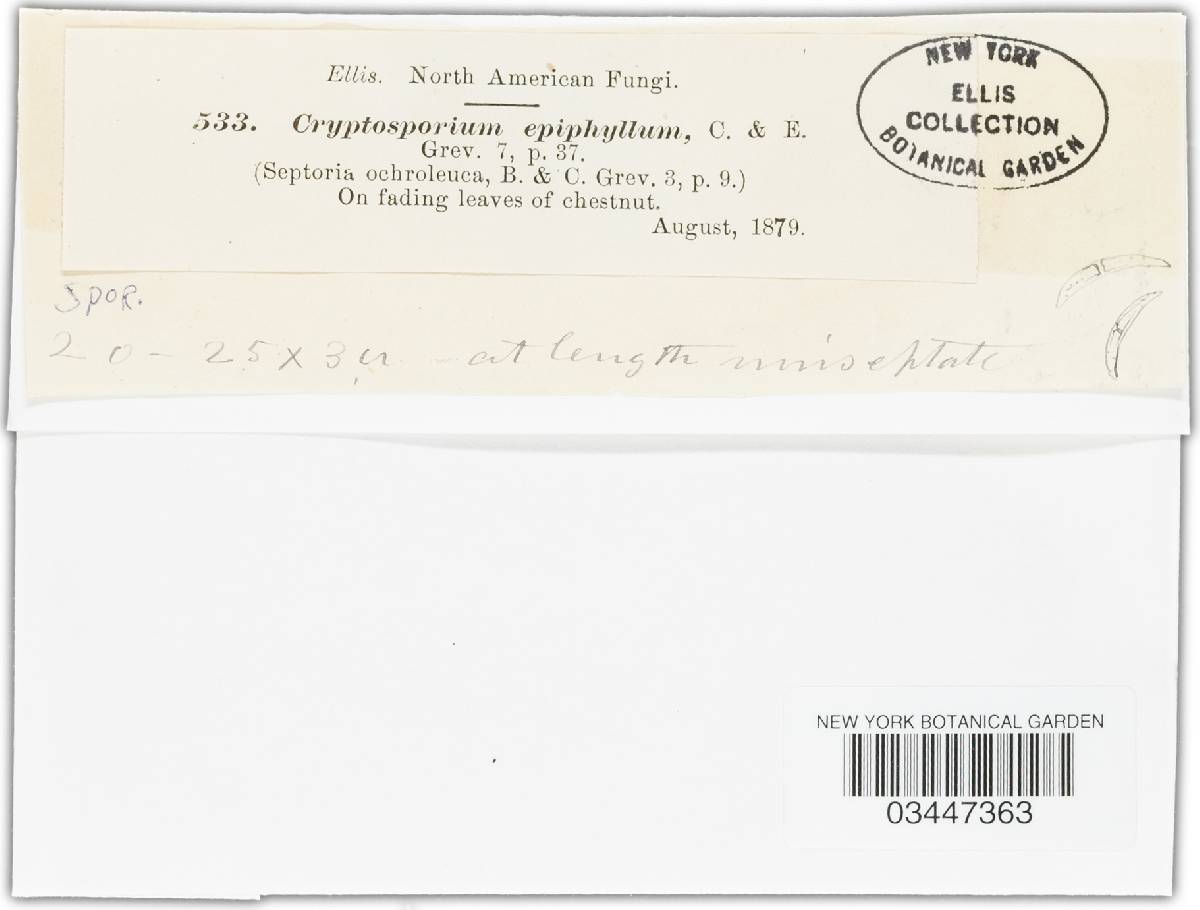 Ellis. North American Fungi.
533. Cryptosporium epiphyllum, C. & E.
Grev. 7, p. 37.
(Septoria ochroleuca, B. & C. Grev. 3, p. 9.)
On fading leaves of chestnut.
August, 1879.
NEW YORK
ELLIS
COLLECTION
BOTANICAL GARDEN
SPOR.
20 - 25 x 3 µ - at length uniseptate
NEW YORK BOTANICAL GARDEN
03447363